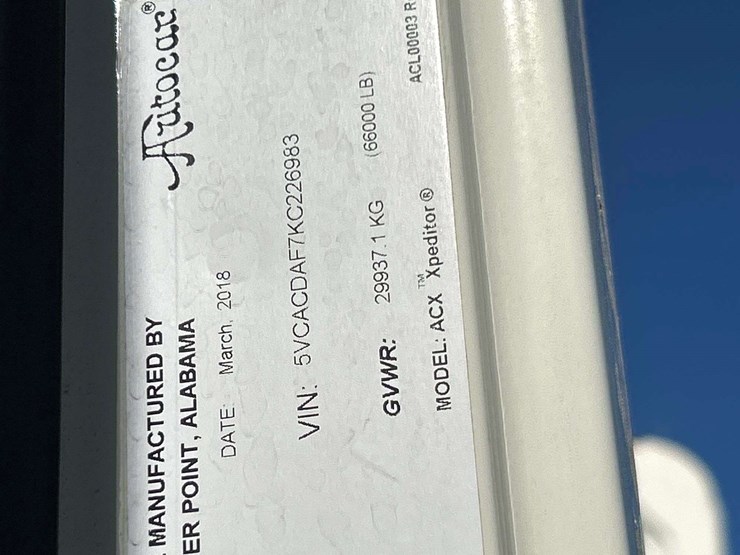 MANUFACTURED BY
ER POINT, ALABAMA
Autocar®
DATE: March, 2018
VIN: 5VCACDAF7KC226983
GVWR: 29937.1 KG (66000 LB)
MODEL: ACX™ Xpeditor® ACL00003 R